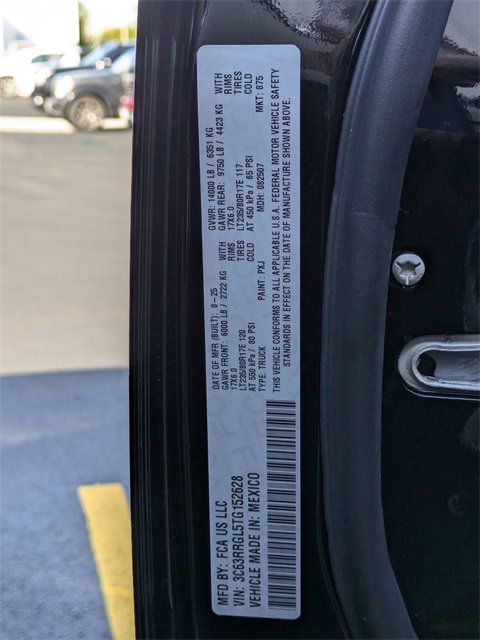 MFD BY: FCA US LLC
VIN: 3C63RRGL5TG152628
VEHICLE MADE IN: MEXICO
DATE OF MFR (BUILT): 8-25 GVWR: 14000 LB / 6351 KG
GAWR FRONT: 6000 LB / 2722 KG WITH GAWR REAR: 9750 LB / 4423 KG WITH
17X6.0 RIMS 17X6.0 RIMS
LT235/80R17E 120 TIRES LT235/80R17E 117 TIRES
AT 550 kPa / 80 PSI COLD AT 450 kPa / 65 PSI COLD
TYPE: TRUCK PAINT: PXJ MDH: 082507 MKT: 875
THIS VEHICLE CONFORMS TO ALL APPLICABLE U.S.A. FEDERAL MOTOR VEHICLE SAFETY
STANDARDS IN EFFECT ON THE DATE OF MANUFACTURE SHOWN ABOVE.